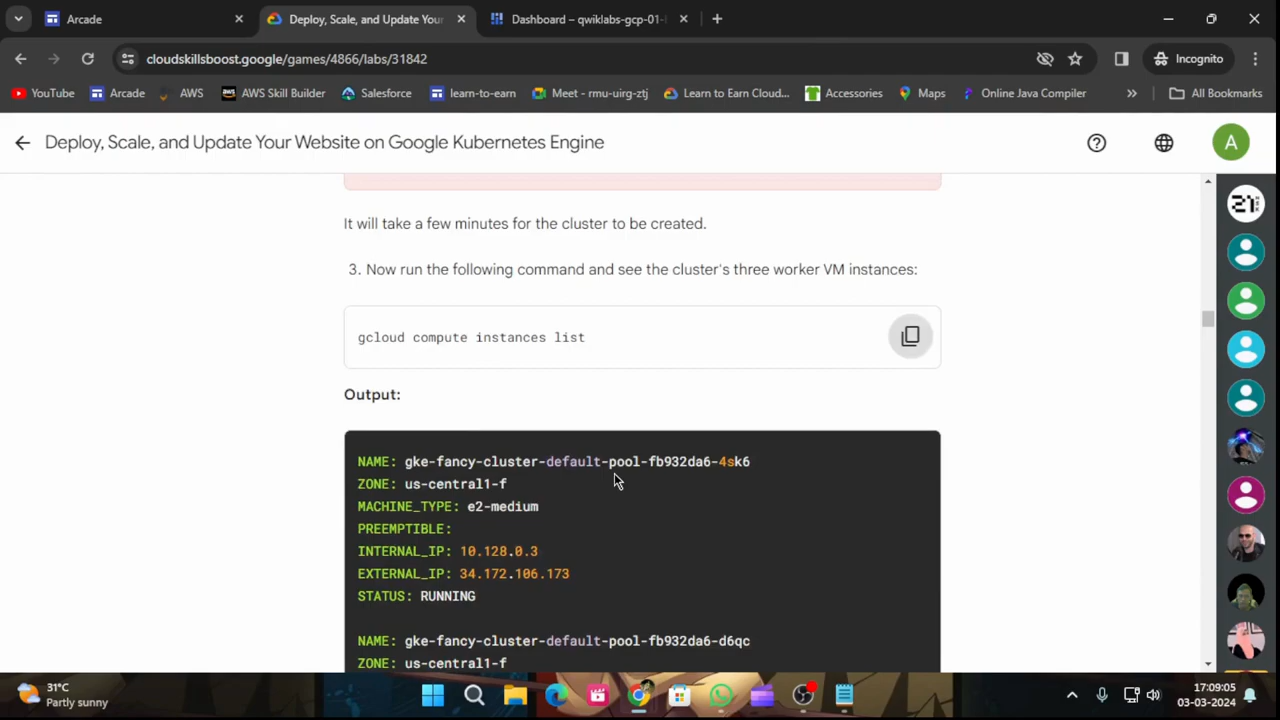 Arcade
Deploy, Scale, and Update Your
Dashboard – qwiklabs-gcp-01-
cloudskillsboost.google/games/4866/labs/31842
Incognito
YouTube
Arcade
AWS
aws
AWS Skill Builder
Salesforce
learn-to-earn
Meet - rmu-uirg-ztj
Learn to Earn Cloud...
Accessories
Maps
Online Java Compiler
All Bookmarks
Deploy, Scale, and Update Your Website on Google Kubernetes Engine
A
It will take a few minutes for the cluster to be created.
3. Now run the following command and see the cluster's three worker VM instances:
gcloud compute instances list
Output:
NAME: gke-fancy-cluster-default-pool-fb932da6-4sk6
ZONE: us-central1-f
MACHINE_TYPE: e2-medium
PREEMPTIBLE:
INTERNAL_IP: 10.128.0.3
EXTERNAL_IP: 34.172.106.173
STATUS: RUNNING
NAME: gke-fancy-cluster-default-pool-fb932da6-d6qc
ZONE: us-central1-f
31°C
Partly sunny
17:09:05
03-03-2024